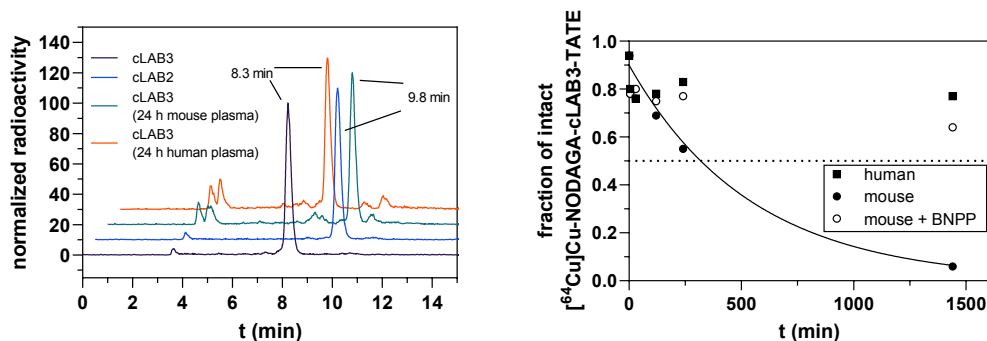 normalized radioactivity
140
120
100
80
60
40
20
0
0
2
4
6
8
10
12
14
t (min)
cLAB3
cLAB2
cLAB3
(24 h mouse plasma)
cLAB3
(24 h human plasma)
8.3 min
9.8 min
fraction of intact
[⁶⁴Cu]Cu-NODAGA-cLAB3-TATE
1.0
0.8
0.6
0.4
0.2
0.0
0
500
1000
1500
t (min)
human
mouse
mouse + BNPP